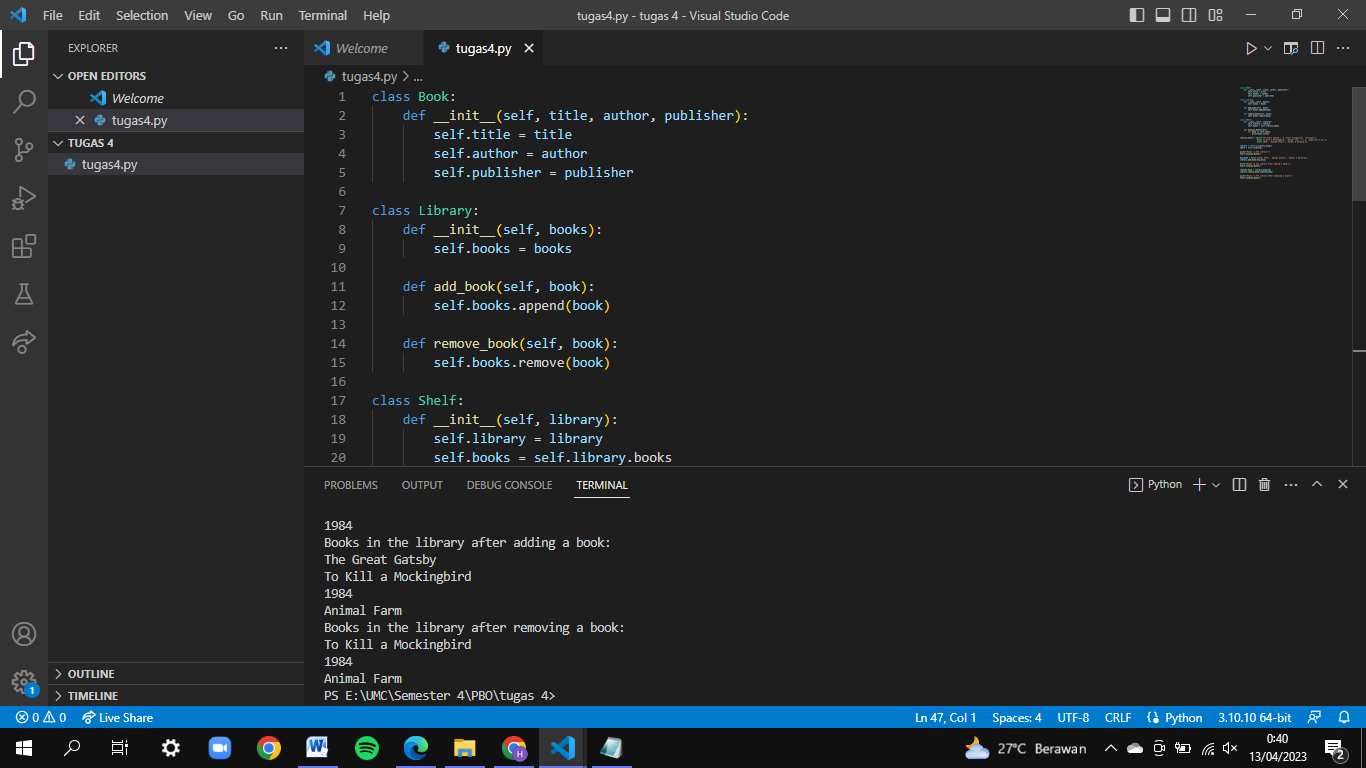 File Edit Selection View Go Run Terminal Help
tugas4.py - tugas 4 - Visual Studio Code
EXPLORER
OPEN EDITORS
Welcome
tugas4.py
TUGAS 4
tugas4.py
OUTLINE
TIMELINE
Welcome
tugas4.py
tugas4.py > ...
1 class Book:
2     def __init__(self, title, author, publisher):
3         self.title = title
4         self.author = author
5         self.publisher = publisher
6
7 class Library:
8     def __init__(self, books):
9         self.books = books
10
11     def add_book(self, book):
12         self.books.append(book)
13
14     def remove_book(self, book):
15         self.books.remove(book)
16
17 class Shelf:
18     def __init__(self, library):
19         self.library = library
20         self.books = self.library.books
PROBLEMS OUTPUT DEBUG CONSOLE TERMINAL
Python
1984
Books in the library after adding a book:
The Great Gatsby
To Kill a Mockingbird
1984
Animal Farm
Books in the library after removing a book:
To Kill a Mockingbird
1984
Animal Farm
PS E:\UMC\Semester 4\PBO\tugas 4>
1
0 0 Live Share
Ln 47, Col 1 Spaces: 4 UTF-8 CRLF Python 3.10.10 64-bit
27°C Berawan
0:40
13/04/2023
2